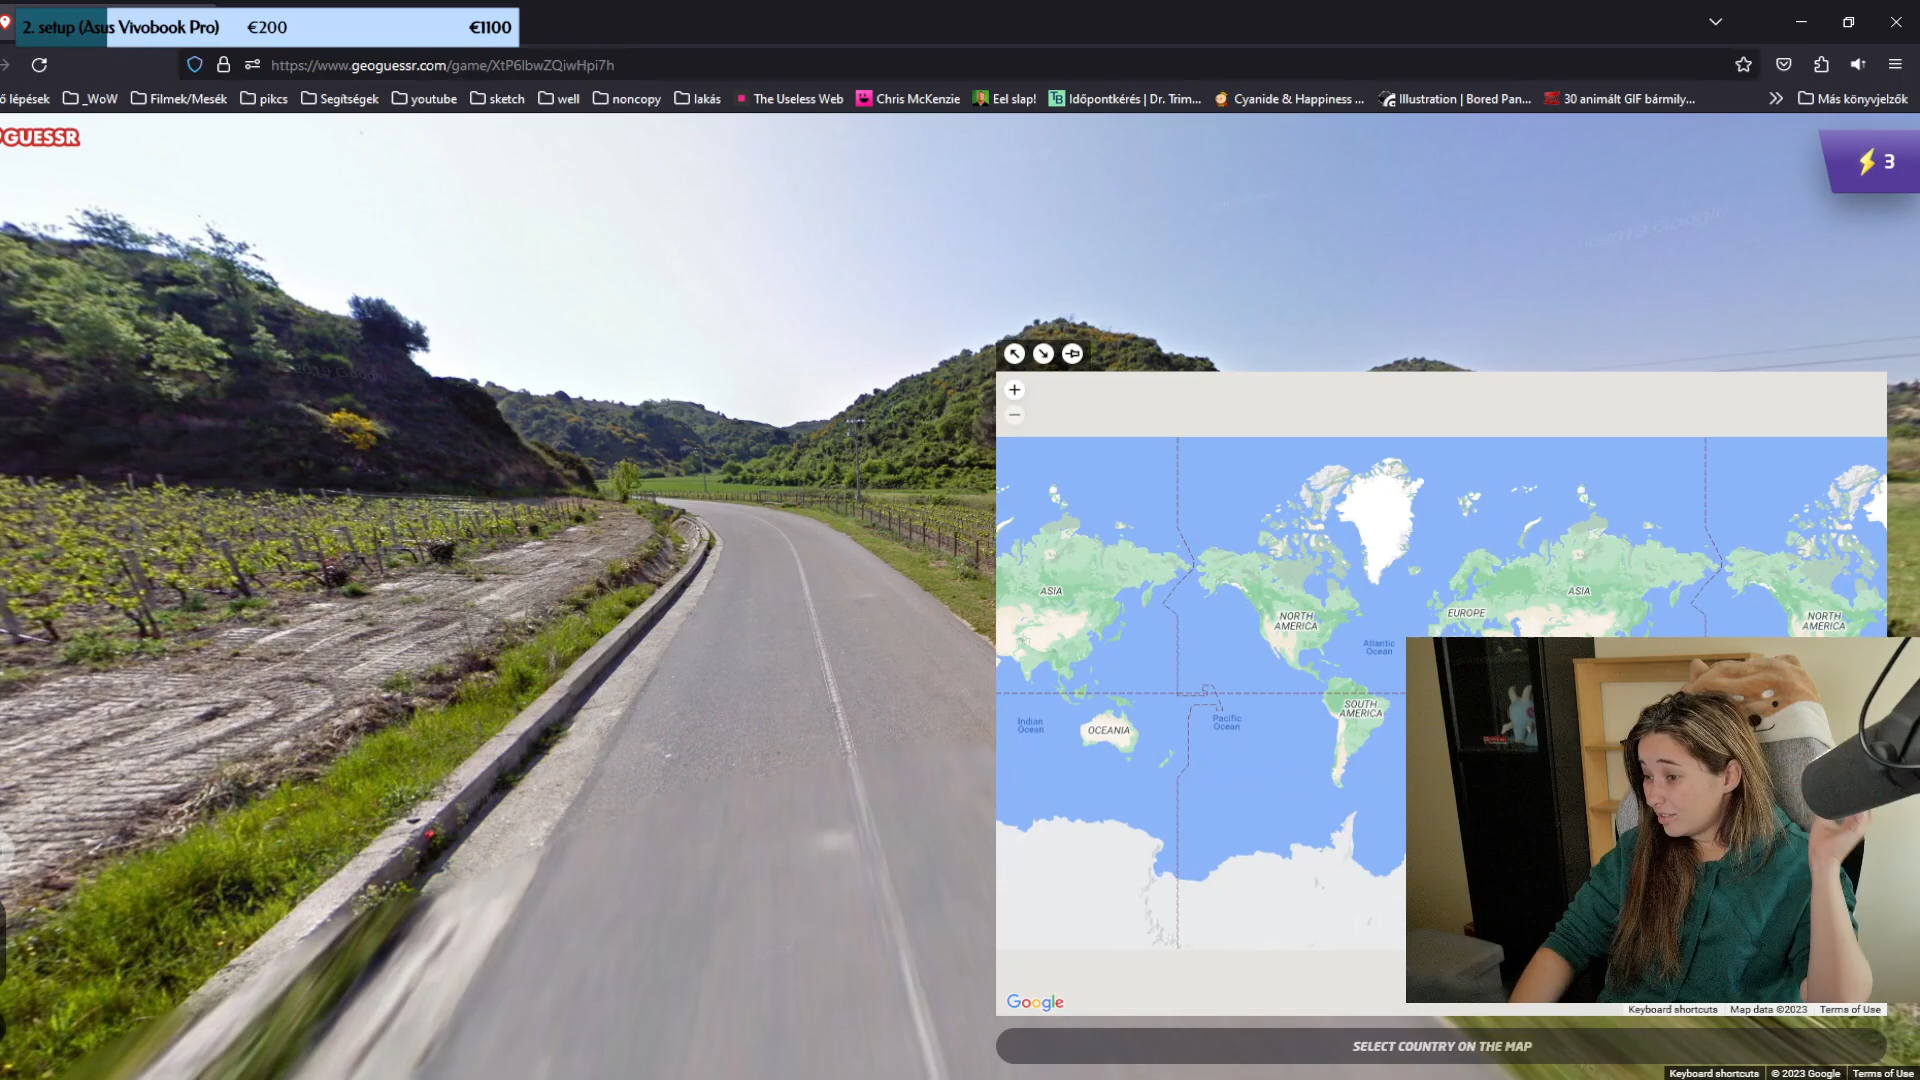 2. setup (Asus Vivobook Pro) €200 €1100
https://www.geoguessr.com/game/XtP6lbwZQiwHpi7h
ő lépések _WoW Filmek/Mesék pikcs Segítségek youtube sketch well noncopy lakás The Useless Web Chris McKenzie Eel slap! Időpontkérés | Dr. Trim... Cyanide & Happiness ... Illustration | Bored Pan... 30 animált GIF bármily... Más könyvjelzők
GUESSR
3
ASIA
NORTH AMERICA
EUROPE
ASIA
NORTH AMERICA
Atlantic Ocean
Indian Ocean
OCEANIA
Pacific Ocean
SOUTH AMERICA
Google
Keyboard shortcuts Map data ©2023 Terms of Use
SELECT COUNTRY ON THE MAP
Keyboard shortcuts © 2023 Google Terms of Use